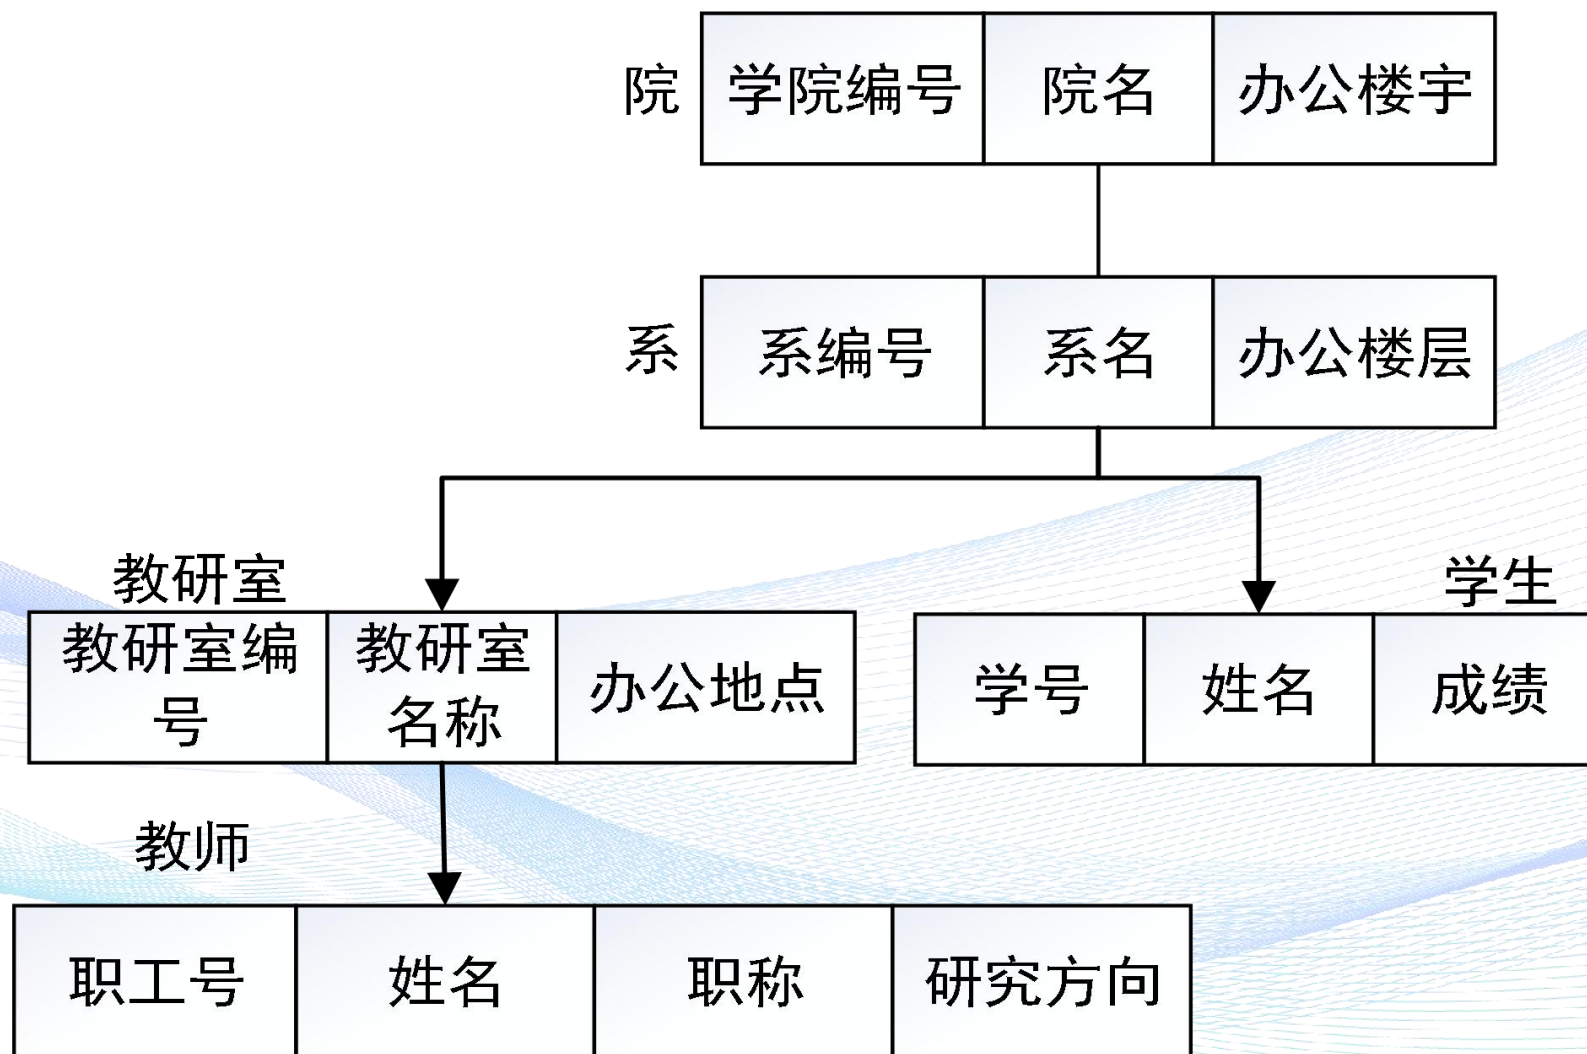 院 学院编号 院名 办公楼宇
系 系编号 系名 办公楼层
教研室
教研室编号 教研室名称 办公地点
学生
学号 姓名 成绩
教师
职工号 姓名 职称 研究方向